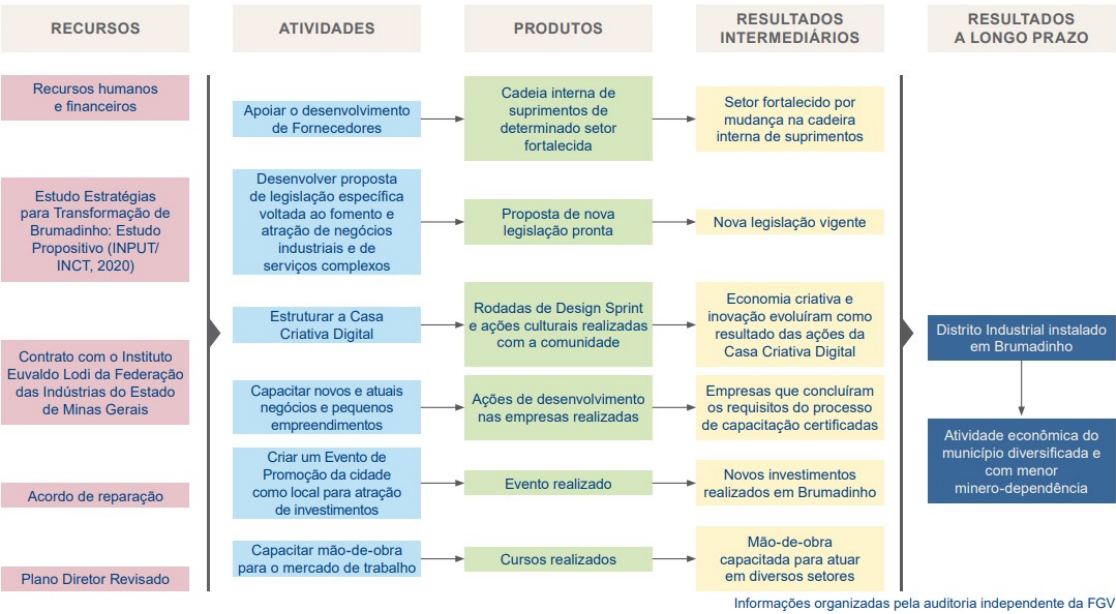 RECURSOS
ATIVIDADES
PRODUTOS
RESULTADOS
INTERMEDIÁRIOS
RESULTADOS
A LONGO PRAZO
Recursos humanos
e financeiros
Estudo Estratégias
para Transformação de
Brumadinho: Estudo
Propositivo (INPUT/
INCT, 2020)
Contrato com o Instituto
Euvaldo Lodi da Federação
das Indústrias do Estado
de Minas Gerais
Acordo de reparação
Plano Diretor Revisado
Apoiar o desenvolvimento
de Fornecedores
Cadeia interna de
suprimentos de
determinado setor
fortalecida
Setor fortalecido por
mudança na cadeira
interna de suprimentos
Desenvolver proposta
de legislação específica
voltada ao fomento e
atração de negócios
industriais e de
serviços complexos
Proposta de nova
legislação pronta
Nova legislação vigente
Estruturar a Casa
Criativa Digital
Rodadas de Design Sprint
e ações culturais realizadas
com a comunidade
Economia criativa e
inovação evoluíram como
resultado das ações da
Casa Criativa Digital
Capacitar novos e atuais
negócios e pequenos
empreendimentos
Ações de desenvolvimento
nas empresas realizadas
Empresas que concluíram
os requisitos do processo
de capacitação certificadas
Criar um Evento de
Promoção da cidade
como local para atração
de investimentos
Evento realizado
Novos investimentos
realizados em Brumadinho
Capacitar mão-de-obra
para o mercado de trabalho
Cursos realizados
Mão-de-obra
capacitada para atuar
em diversos setores
Distrito Industrial instalado
em Brumadinho
Atividade econômica do
município diversificada e
com menor
minero-dependência
Informações organizadas pela auditoria independente da FGV